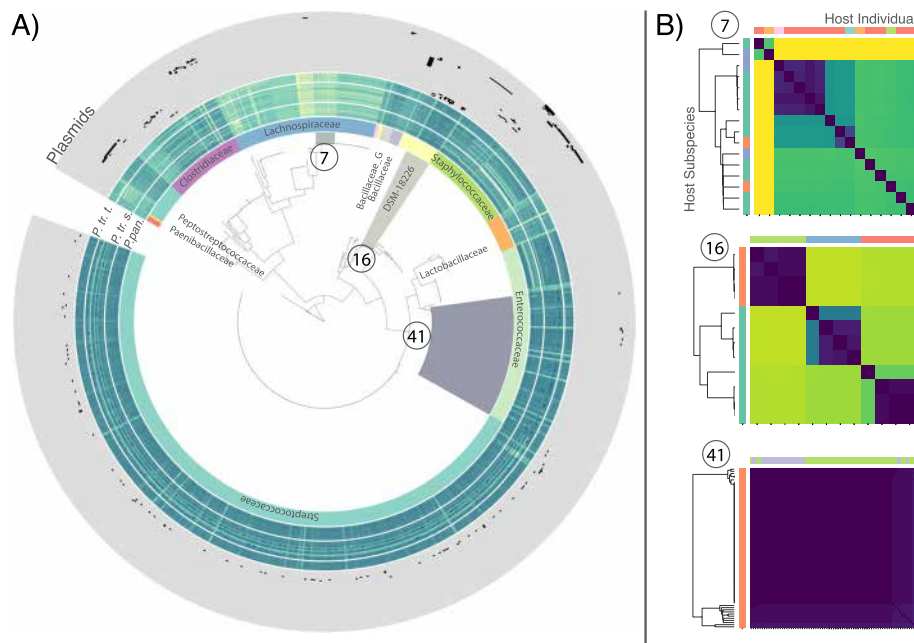 A)
B)
Host Individua
7
Host Subspecies
Plasmids
Lachnospiraceae
Clostridiaceae
7
Bacillaceae_G
Bacillaceae
DSM-18226
Staphylococcaceae
P. tr. t.
P. tr. s.
P.pan.
Peptostreptococcaceae
Paenibacillaceae
16
Lactobacillaceae
16
Enterococcaceae
41
Streptococcaceae
41